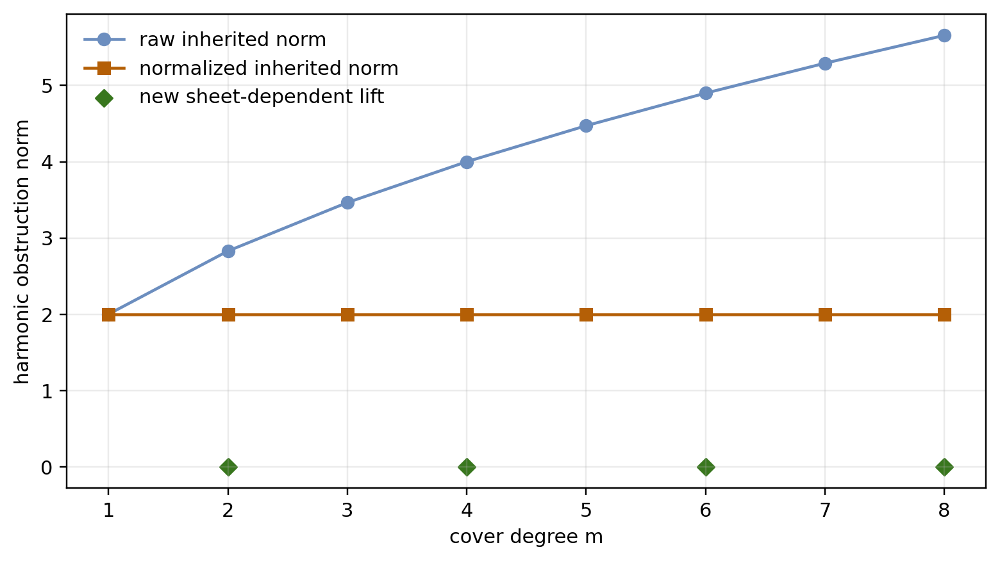 raw inherited norm
normalized inherited norm
new sheet-dependent lift
harmonic obstruction norm
5
4
3
2
1
0
1 2 3 4 5 6 7 8
cover degree m